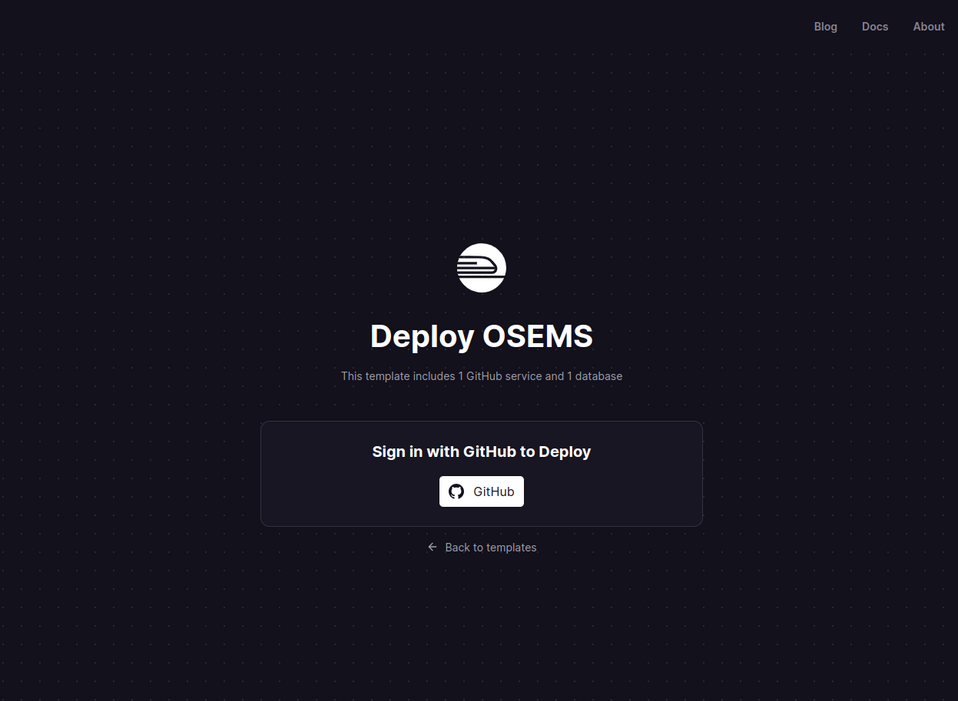 Blog Docs About
Deploy OSEMS
This template includes 1 GitHub service and 1 database
Sign in with GitHub to Deploy
GitHub
Back to templates